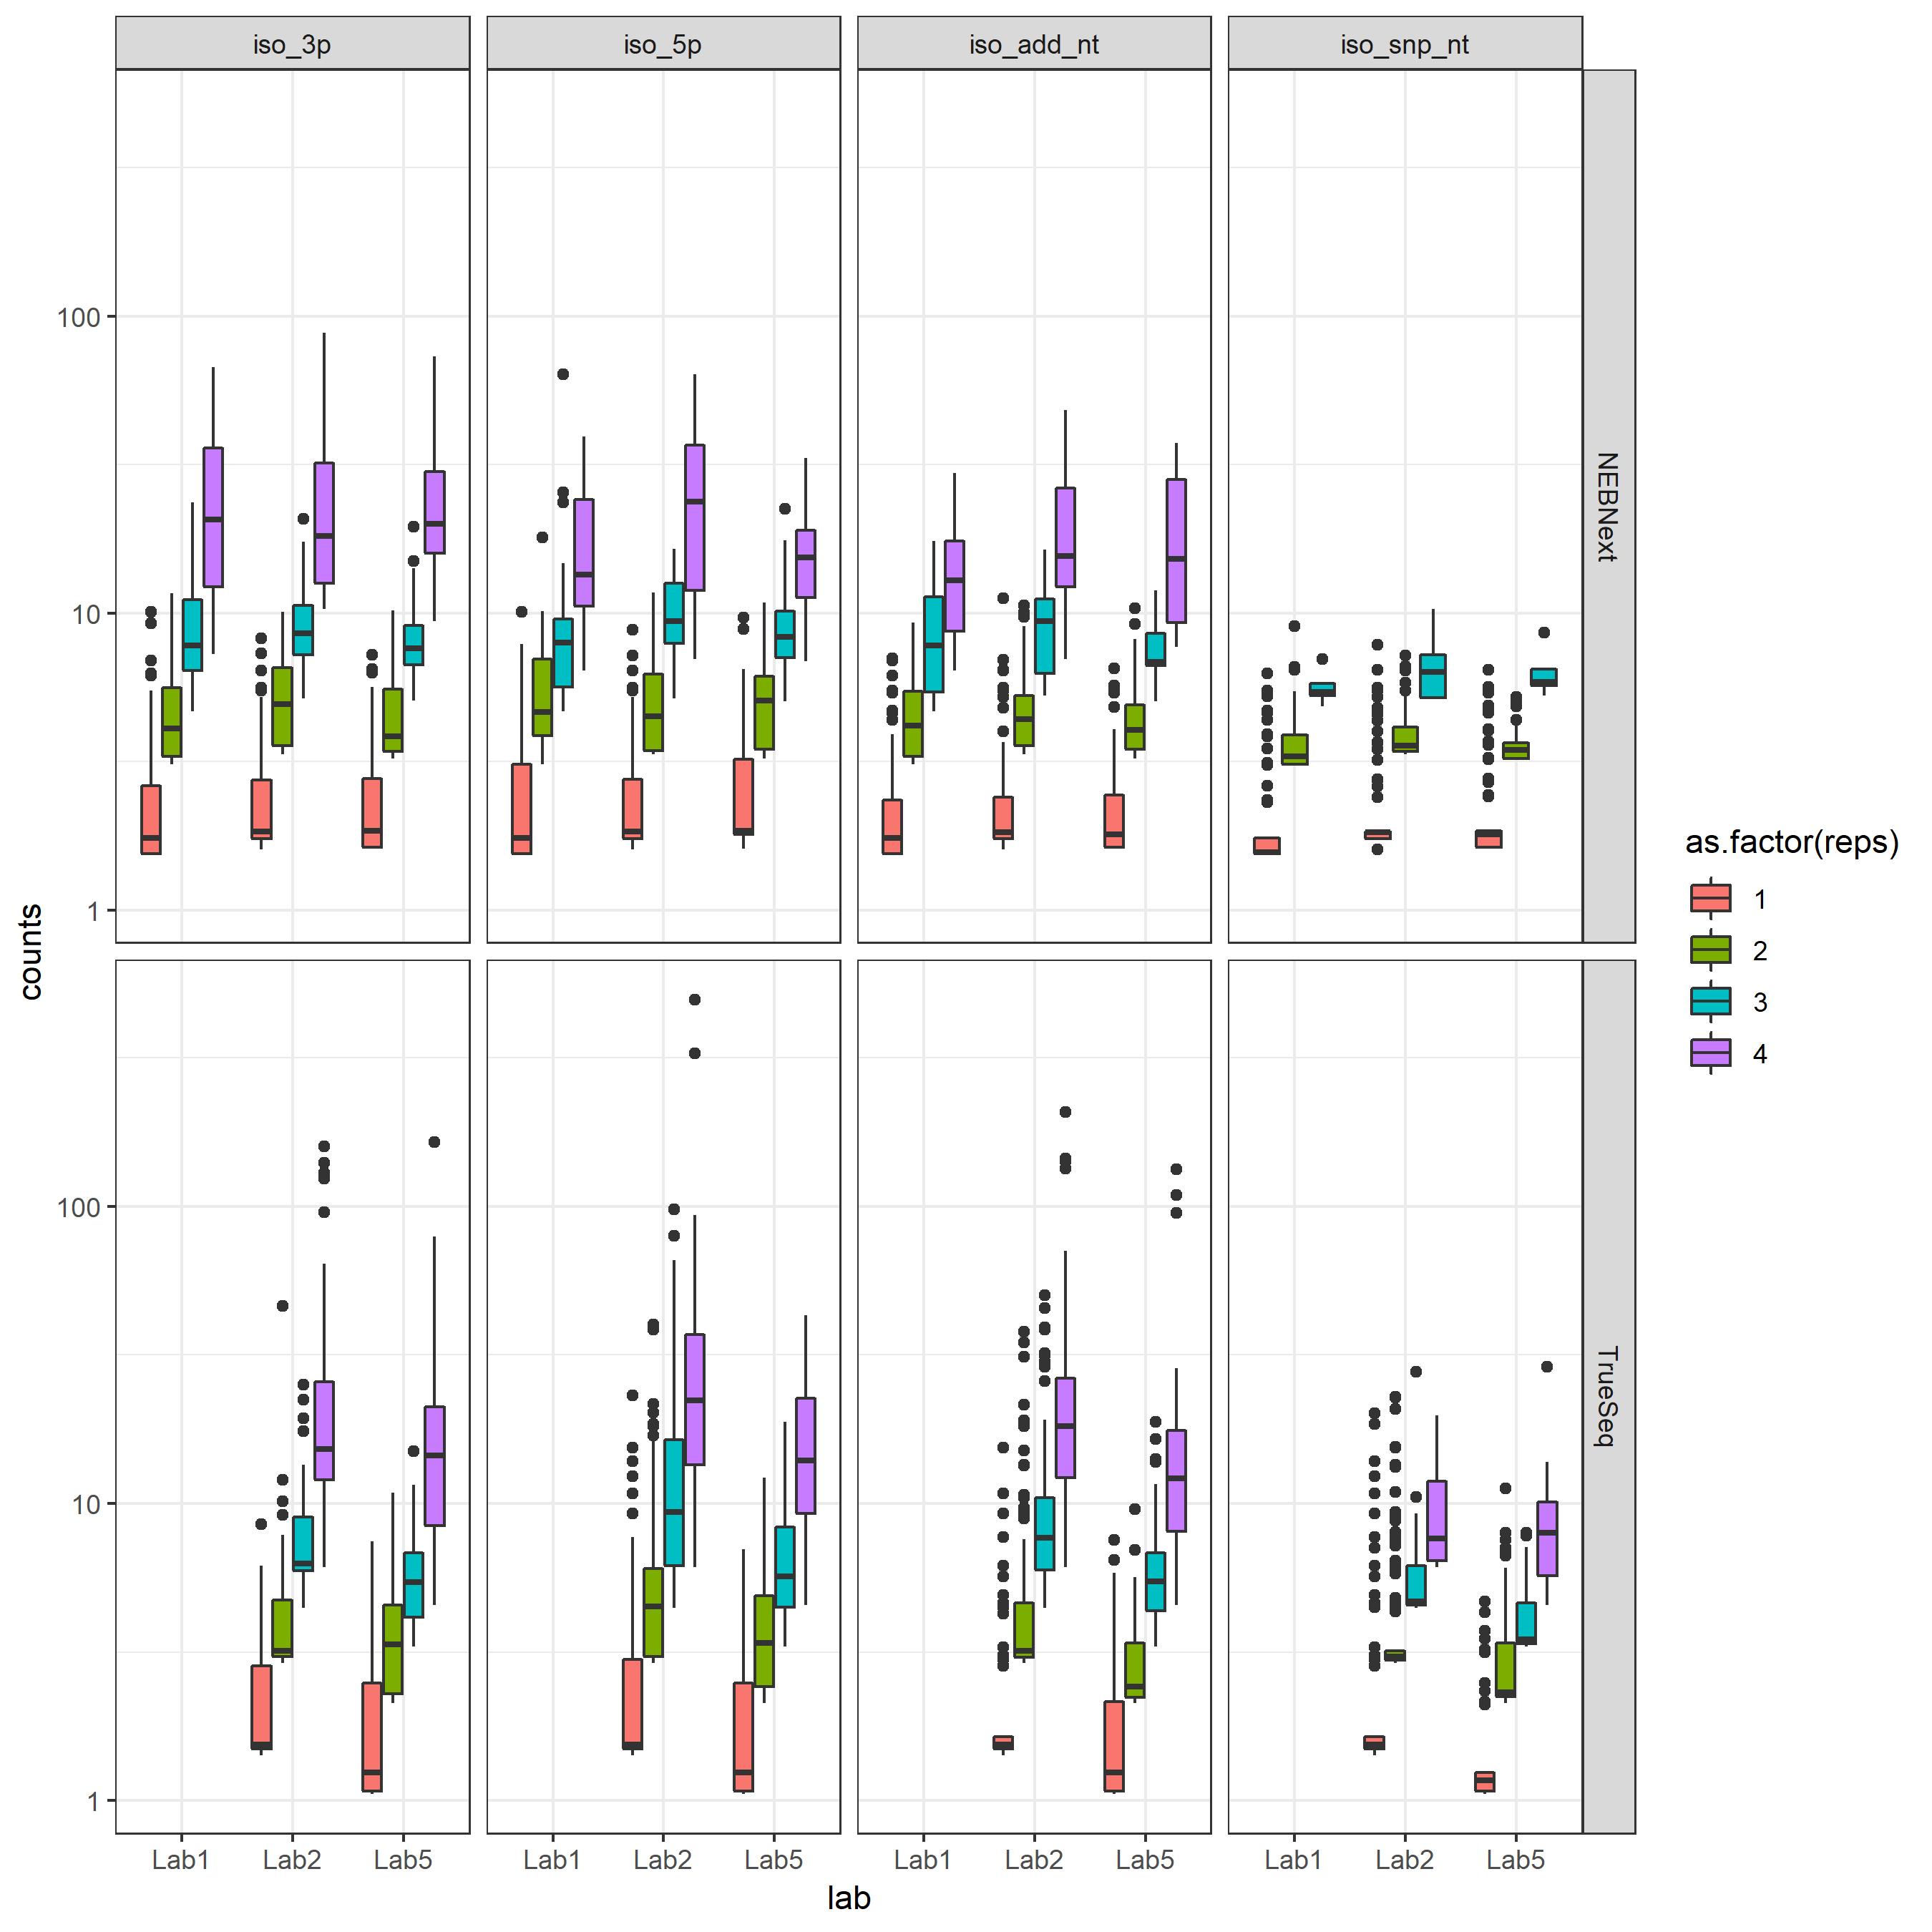 iso_3p
iso_5p
iso_add_nt
iso_snp_nt
100
10
1
NEBNext
counts
100
10
1
TrueSeq
Lab1 Lab2 Lab5
Lab1 Lab2 Lab5
Lab1 Lab2 Lab5
Lab1 Lab2 Lab5
lab
as.factor(reps)
1
2
3
4